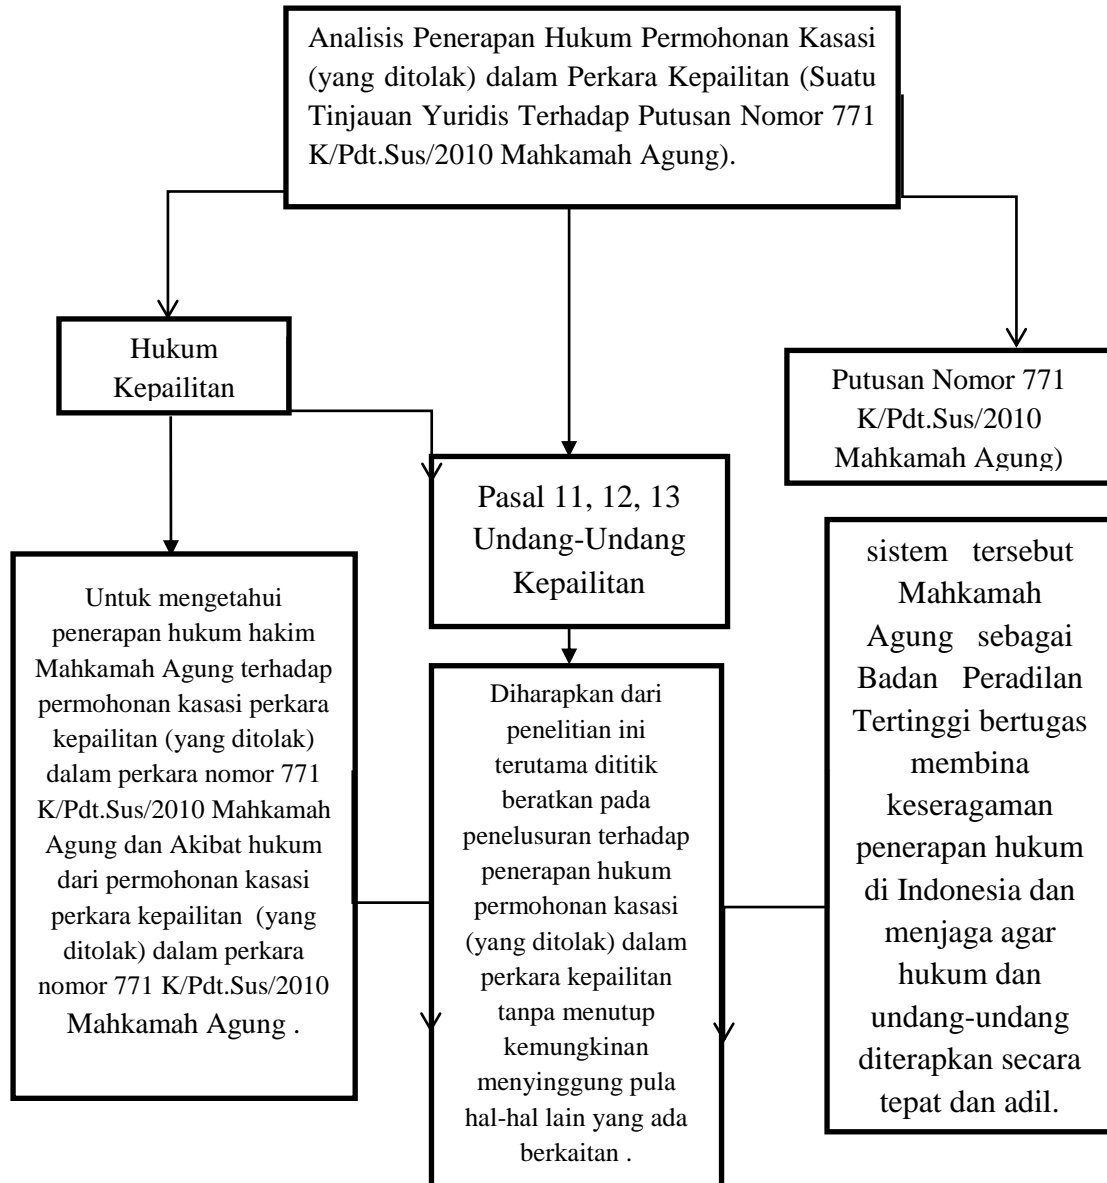 Analisis Penerapan Hukum Permohonan Kasasi
(yang ditolak) dalam Perkara Kepailitan (Suatu
Tinjauan Yuridis Terhadap Putusan Nomor 771
K/Pdt.Sus/2010 Mahkamah Agung).
Hukum
Kepailitan
Putusan Nomor 771
K/Pdt.Sus/2010
Mahkamah Agung)
Pasal 11, 12, 13
Undang-Undang
Kepailitan
Untuk mengetahui
penerapan hukum hakim
Mahkamah Agung terhadap
permohonan kasasi perkara
kepailitan (yang ditolak)
dalam perkara nomor 771
K/Pdt.Sus/2010 Mahkamah
Agung dan Akibat hukum
dari permohonan kasasi
perkara kepailitan (yang
ditolak) dalam perkara
nomor 771 K/Pdt.Sus/2010
Mahkamah Agung .
Diharapkan dari
penelitian ini
terutama dititik
beratkan pada
penelusuran terhadap
penerapan hukum
permohonan kasasi
(yang ditolak) dalam
perkara kepailitan
tanpa menutup
kemungkinan
menyinggung pula
hal-hal lain yang ada
berkaitan .
sistem tersebut
Mahkamah
Agung sebagai
Badan Peradilan
Tertinggi bertugas
membina
keseragaman
penerapan hukum
di Indonesia dan
menjaga agar
hukum dan
undang-undang
diterapkan secara
tepat dan adil.